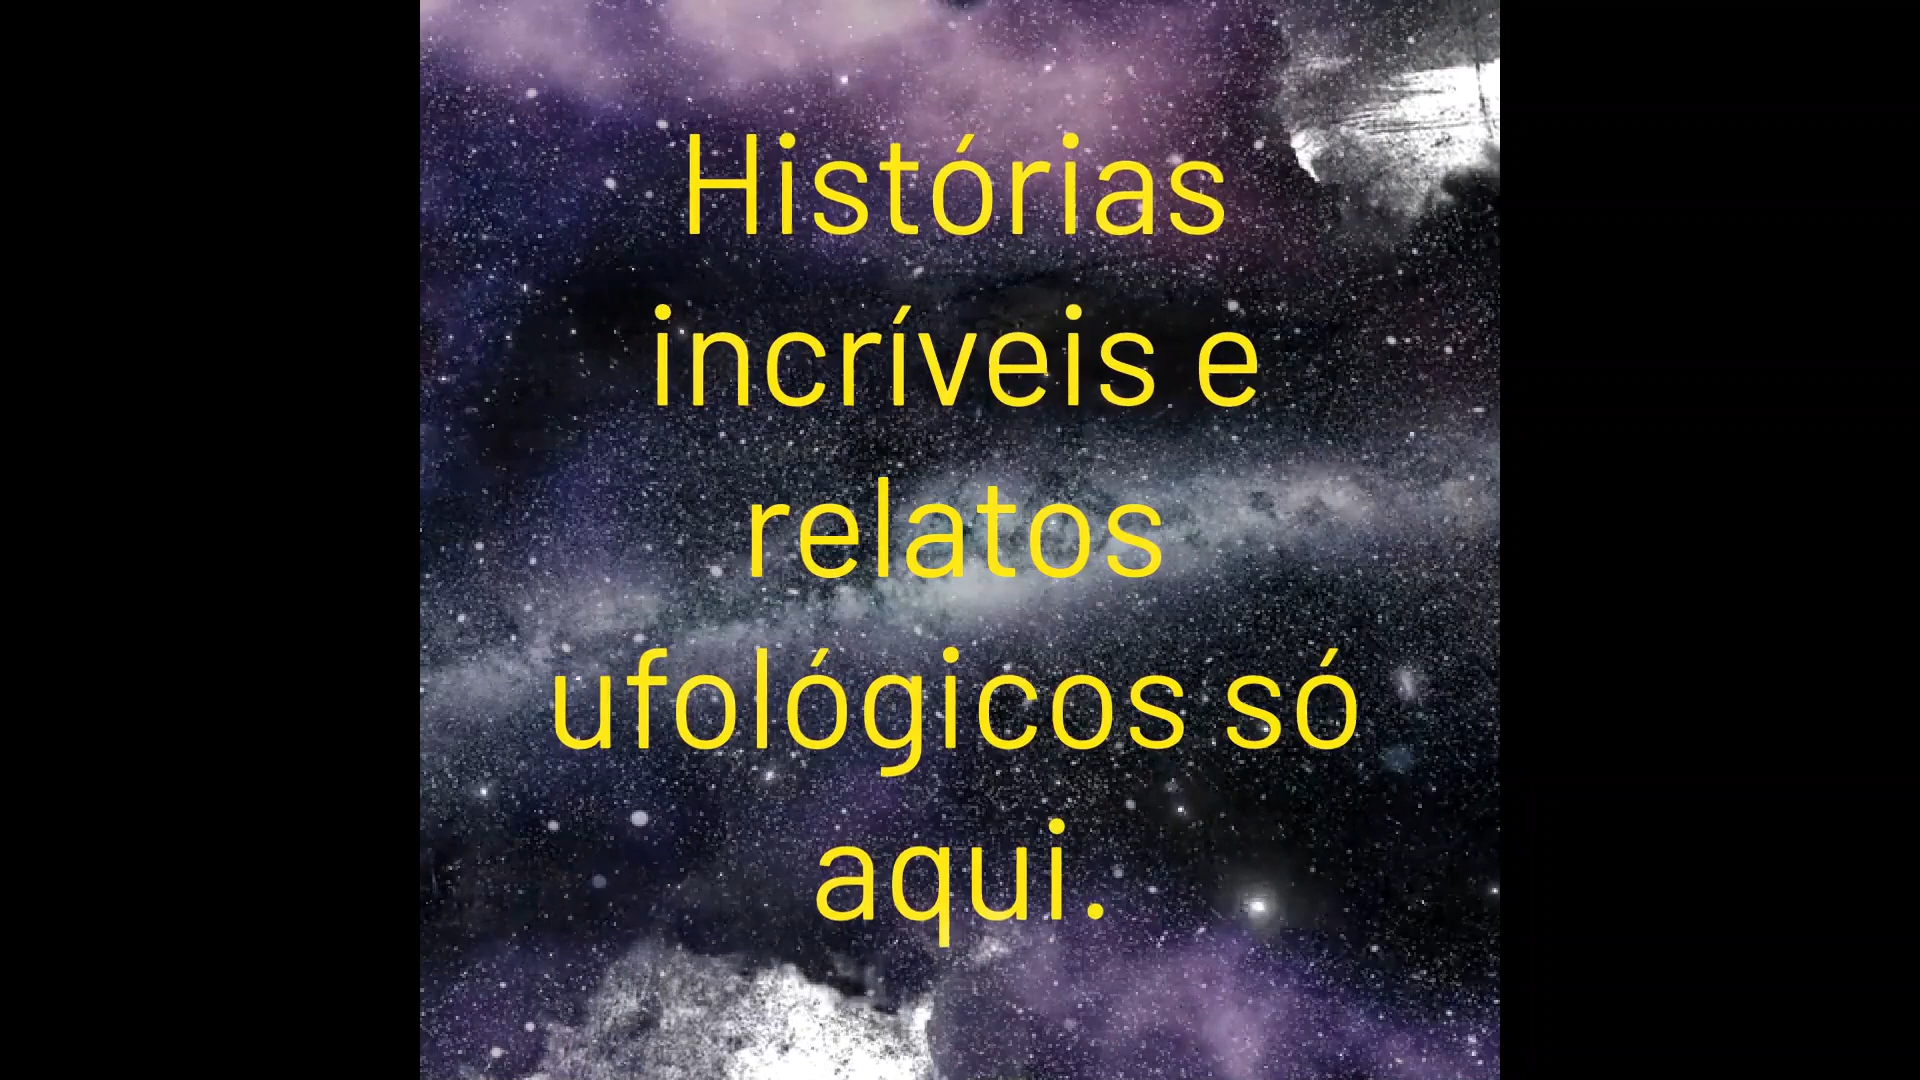 Histórias
incríveis e
relatos
ufológicos só
aqui.